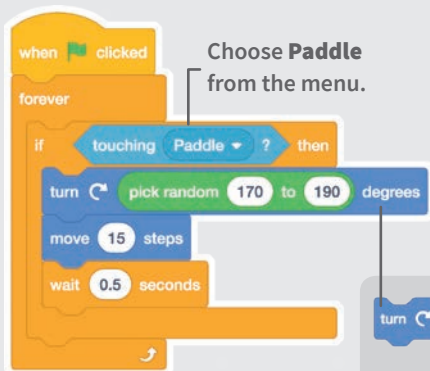 when clicked
Choose Paddle
from the menu.
forever
if touching Paddle ? then
turn pick random 170 to 190 degrees
move 15 steps
wait 0.5 seconds
turn